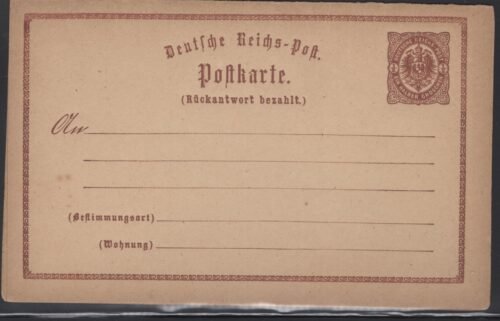 Deutsche Reichs-Post.
Postkarte.
(Rückantwort bezahlt.)
An
(Bestimmungsort)
(Wohnung)